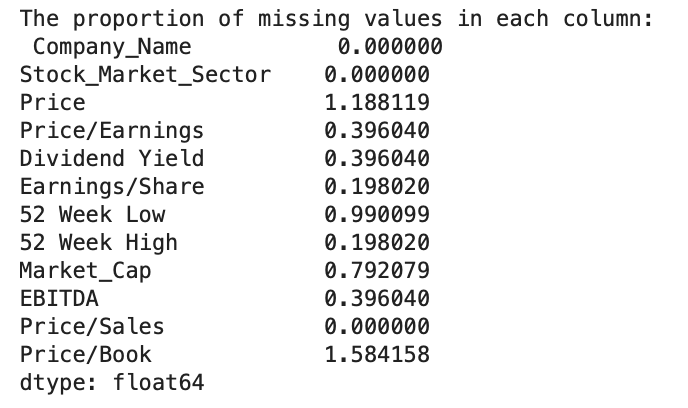 The proportion of missing values in each column:
Company_Name 0.000000
Stock_Market_Sector 0.000000
Price 1.188119
Price/Earnings 0.396040
Dividend Yield 0.396040
Earnings/Share 0.198020
52 Week Low 0.990099
52 Week High 0.198020
Market_Cap 0.792079
EBITDA 0.396040
Price/Sales 0.000000
Price/Book 1.584158
dtype: float64